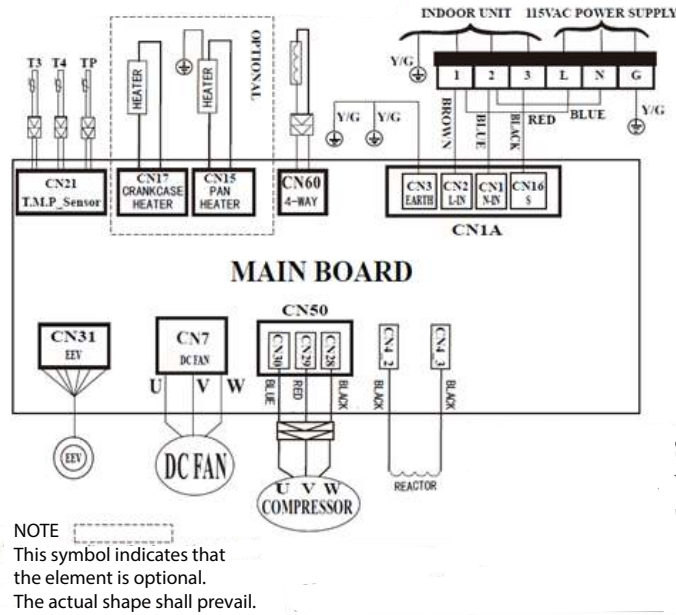 INDOOR UNIT 115VAC POWER SUPPLY
T3 T4 TP
OPTIONAL
HEATER
HEATER
Y/G
1 2 3 L N G
Y/G Y/G
BROWN
BLUE
BLACK
RED
BLUE
Y/G
CN21
T.M.P_Sensor
CN17
CRANKCASE
HEATER
CN15
PAN
HEATER
CN60
4-WAY
CN3
EARTH
CN2
L-IN
CN1
N-IN
CN16
S
CN1A
MAIN BOARD
CN31
EEV
CN7
DC FAN
CN50
CN30
CN29
CN28
CN4_2
CN4_3
U V W
BLUE
RED
BLACK
BLACK
BLACK
EEV
DC FAN
U V W
COMPRESSOR
REACTOR
NOTE
This symbol indicates that
the element is optional.
The actual shape shall prevail.